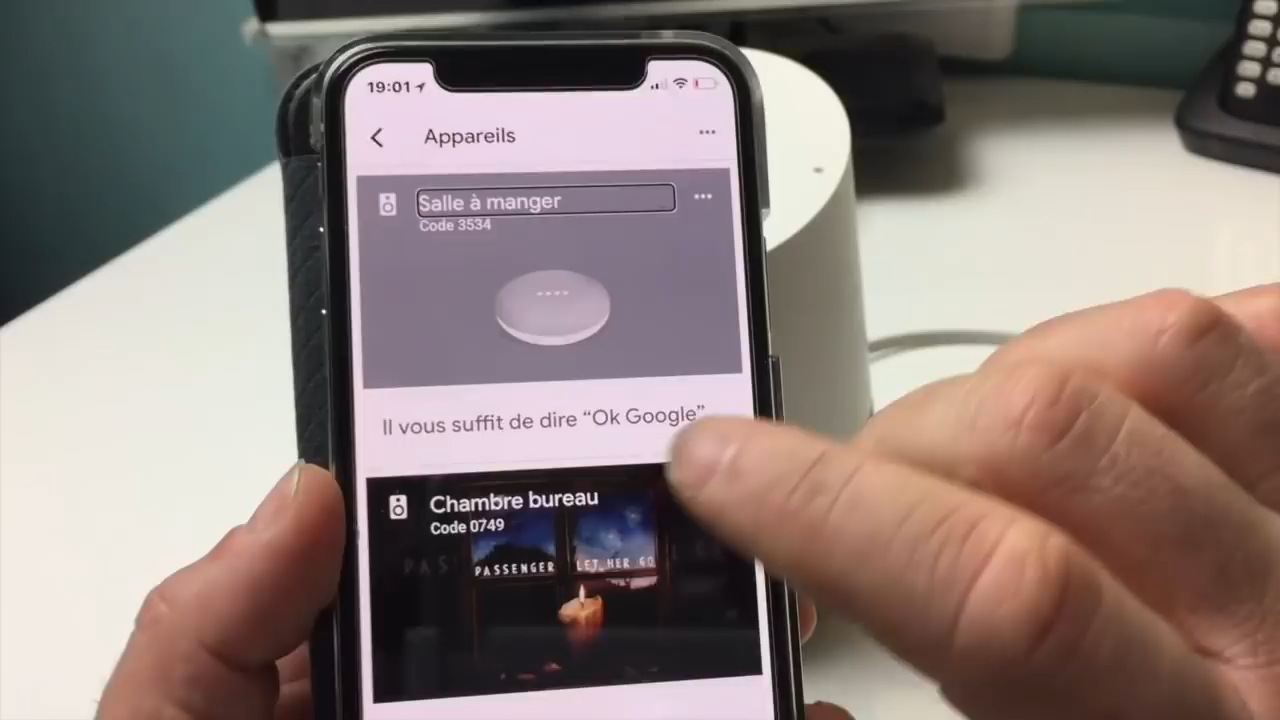 19:01
Appareils
Salle à manger
Code 3534
Il vous suffit de dire “Ok Google”
Chambre bureau
Code 0749
PASSENGER
LET HER GO